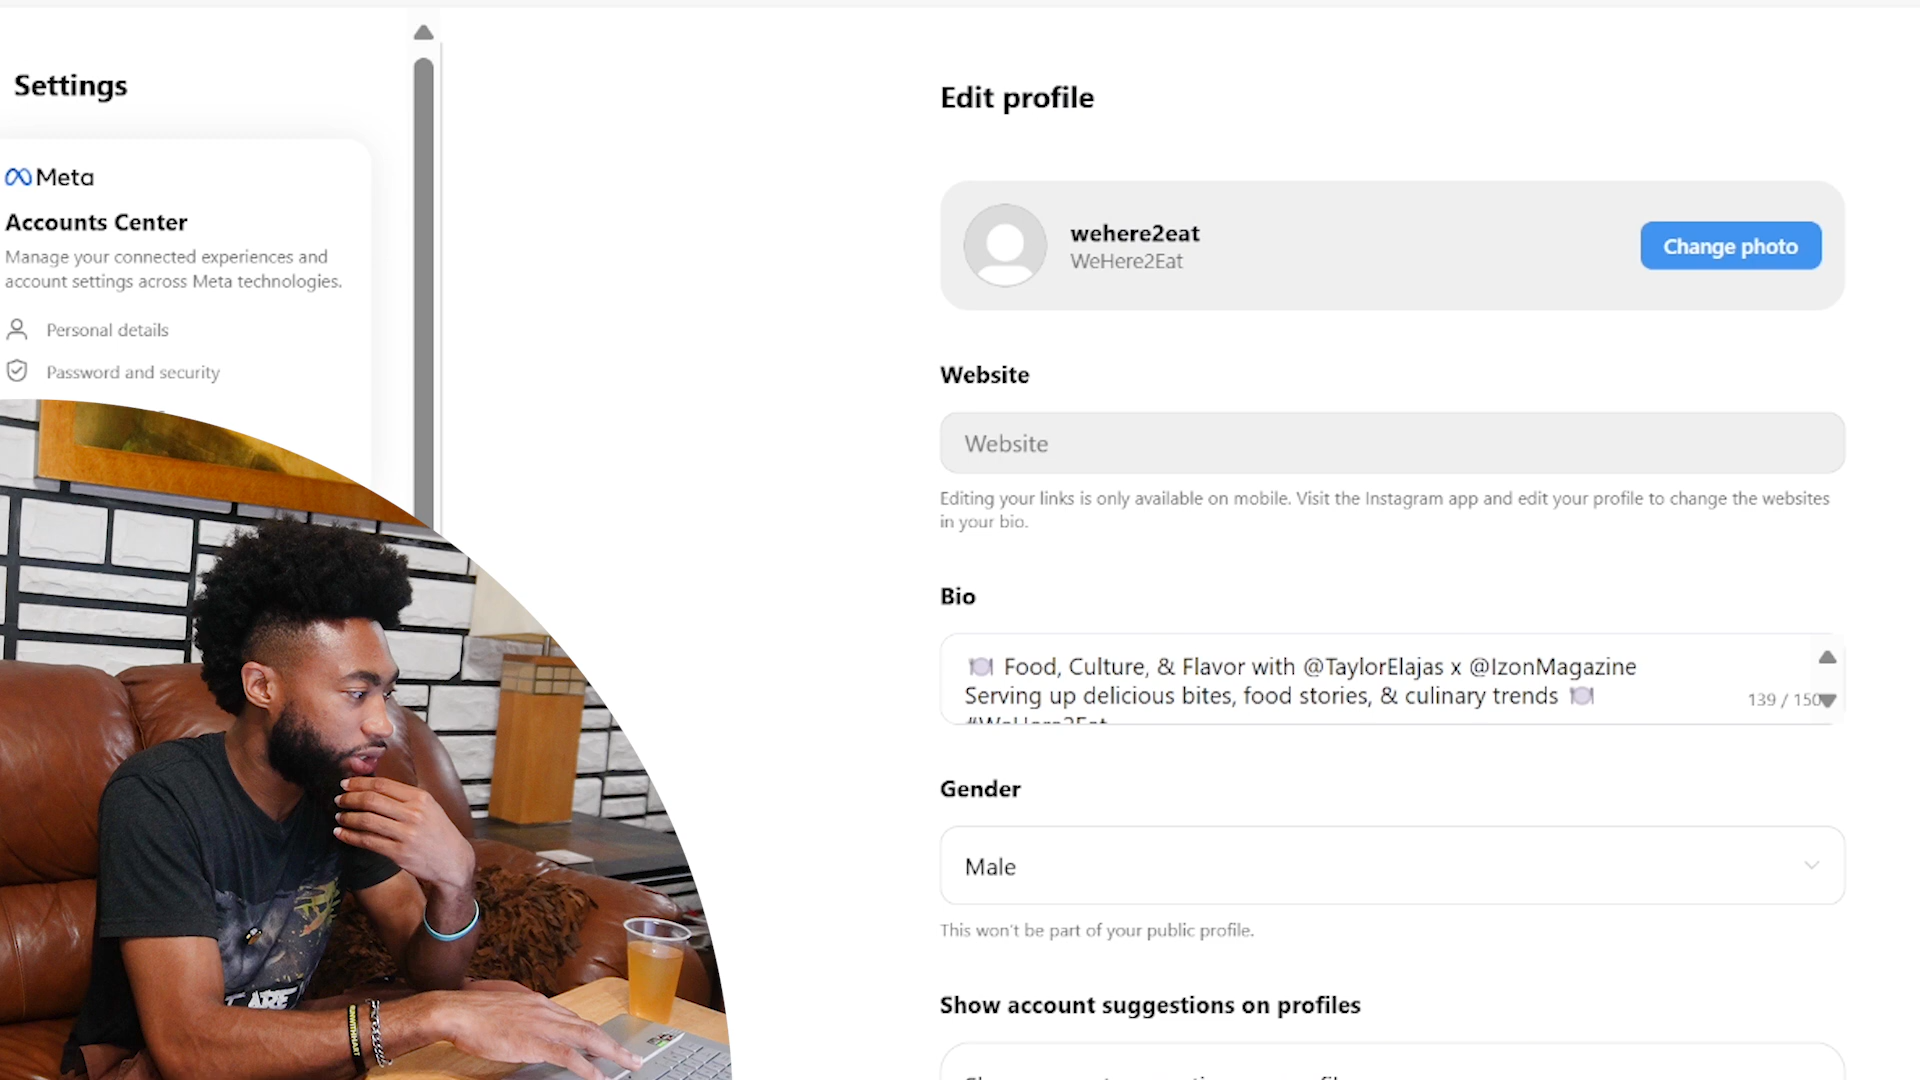 Settings
Meta
Accounts Center
Manage your connected experiences and
account settings across Meta technologies.
Personal details
Password and security
Edit profile
wehere2eat
WeHere2Eat
Change photo
Website
Website
Editing your links is only available on mobile. Visit the Instagram app and edit your profile to change the websites
in your bio.
Bio
🍽️ Food, Culture, & Flavor with @TaylorElajas x @IzonMagazine
Serving up delicious bites, food stories, & culinary trends 🍽️
#WeHere2Eat
139 / 150
Gender
Male
This won't be part of your public profile.
Show account suggestions on profiles